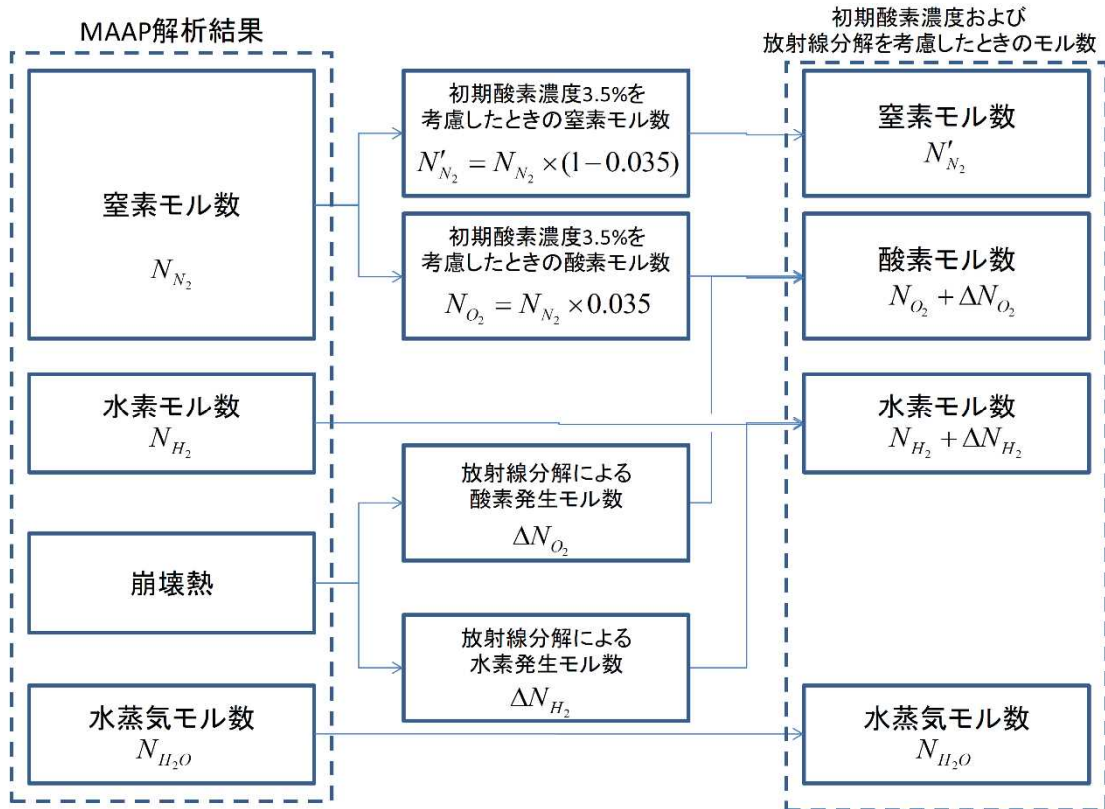 MAAP解析結果
窒素モル数
N_{N_2}
水素モル数
N_{H_2}
崩壊熱
水蒸気モル数
N_{H_2O}
初期酸素濃度3.5%を
考慮したときの窒素モル数
N'_{N_2} = N_{N_2} × (1 − 0.035)
初期酸素濃度3.5%を
考慮したときの酸素モル数
N_{O_2} = N_{N_2} × 0.035
放射線分解による
酸素発生モル数
ΔN_{O_2}
放射線分解による
水素発生モル数
ΔN_{H_2}
初期酸素濃度および
放射線分解を考慮したときのモル数
窒素モル数
N'_{N_2}
酸素モル数
N_{O_2} + ΔN_{O_2}
水素モル数
N_{H_2} + ΔN_{H_2}
水蒸気モル数
N_{H_2O}